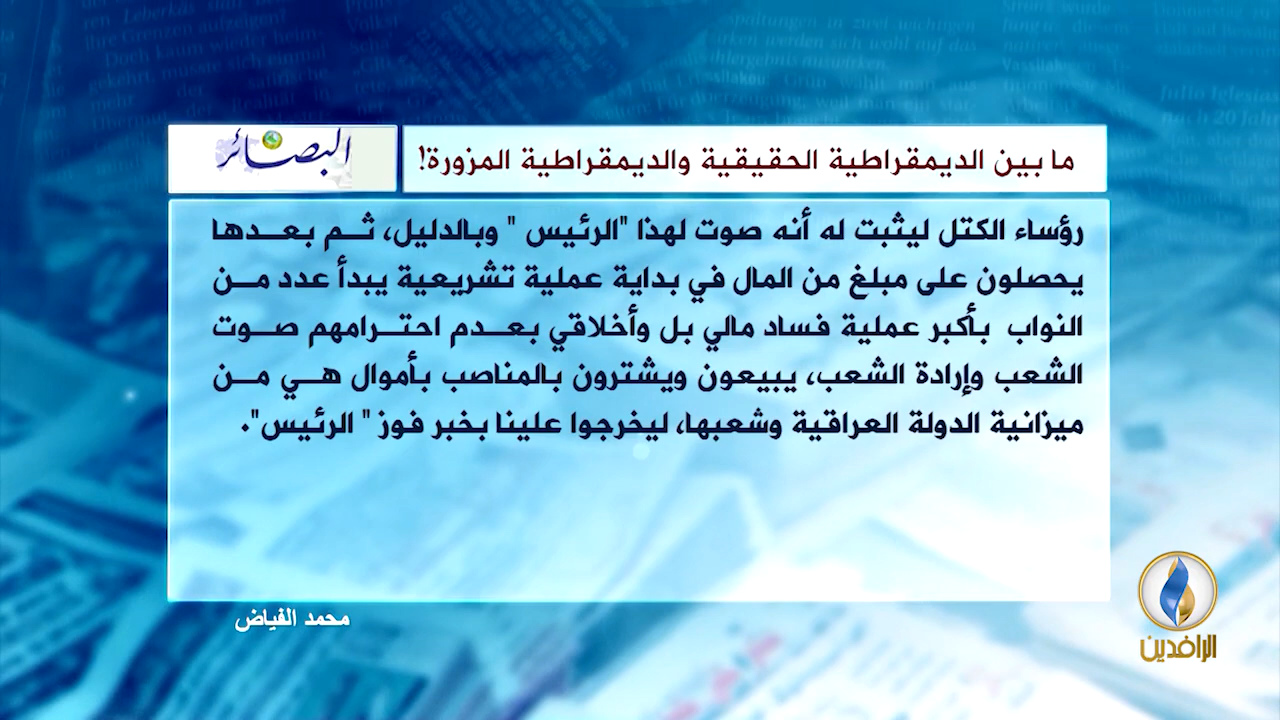 ما بين الديمقراطية الحقيقية والديمقراطية المزورة!
البصائر
رؤساء الكتل ليثبت له أنه صوت لهذا "الرئيس " وبالدليل، ثم بعدها
يحصلون على مبلغ من المال في بداية عملية تشريعية يبدأ عدد من
النواب بأكبر عملية فساد مالي بل وأخلاقي بعدم احترامهم صوت
الشعب وإرادة الشعب، يبيعون ويشترون بالمناصب بأموال هي من
ميزانية الدولة العراقية وشعبها، ليخرجوا علينا بخبر فوز " الرئيس".
محمد الفياض
الرافدين